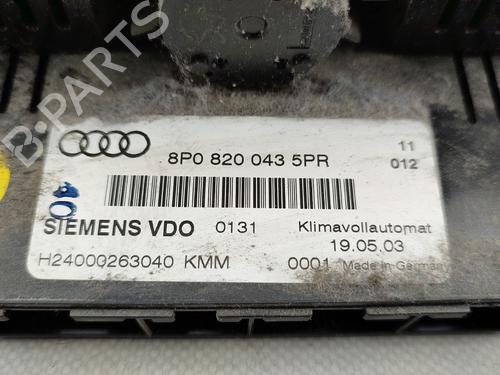 8P0 820 043 5PR
11
012
SIEMENS VDO 0131 Klimavollautomat
19.05.03
H24000263040 KMM 0001 Made in Germany
B-PARTS